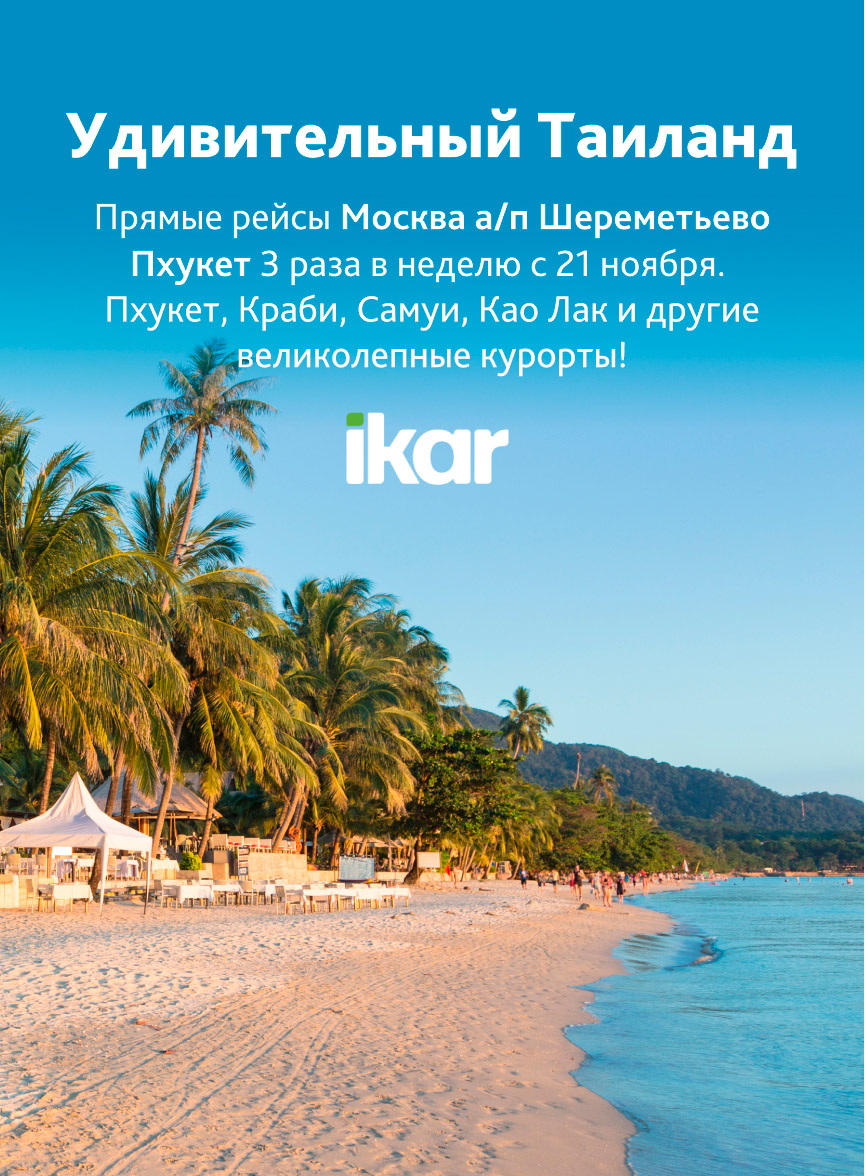 Удивительный Таиланд
Прямые рейсы Москва а/п Шереметьево
Пхукет 3 раза в неделю с 21 ноября.
Пхукет, Краби, Самуи, Као Лак и другие
великолепные курорты!
ikar